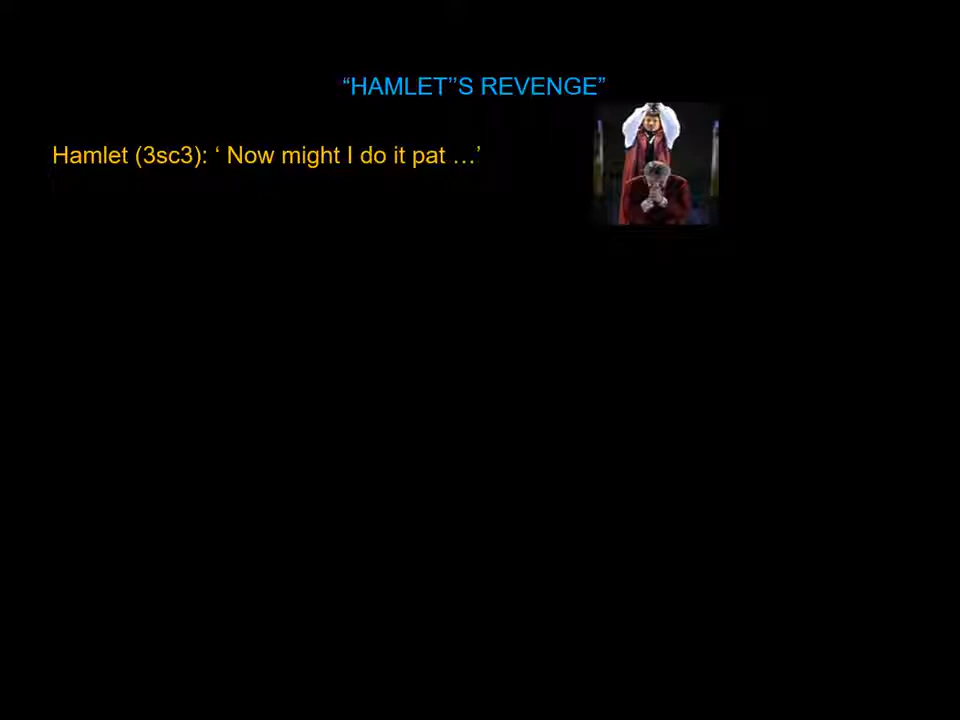 “HAMLET’’S REVENGE”
Hamlet (3sc3): ‘ Now might I do it pat …’